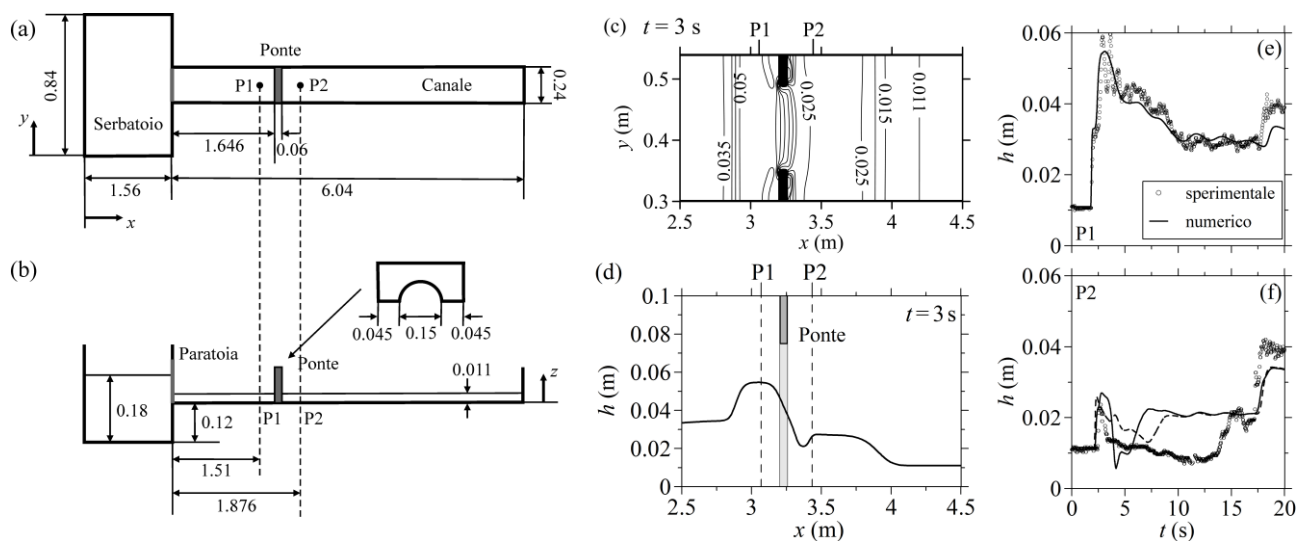 (a)
Ponte
0.84
P1
P2
Canale
0.24
Serbatoio
y
1.646
0.06
1.56
6.04
x
(b)
0.045
0.15
0.045
Paratoia
Ponte
0.011
z
0.18
0.12
P1
P2
1.51
1.876
(c)
t = 3 s
P1
P2
0.5
0.4
0.3
y (m)
0.035
0.05
0.025
0.025
0.015
0.011
2.5
3
3.5
4
4.5
x (m)
(d)
P1
P2
h (m)
0.1
0.08
0.06
0.04
0.02
0
t = 3 s
Ponte
2.5
3
3.5
4
4.5
x (m)
0.06
(e)
0.04
h (m)
0.02
sperimentale
numerico
0
P1
0.06
P2
(f)
0.04
h (m)
0.02
0
0
5
10
15
20
t (s)